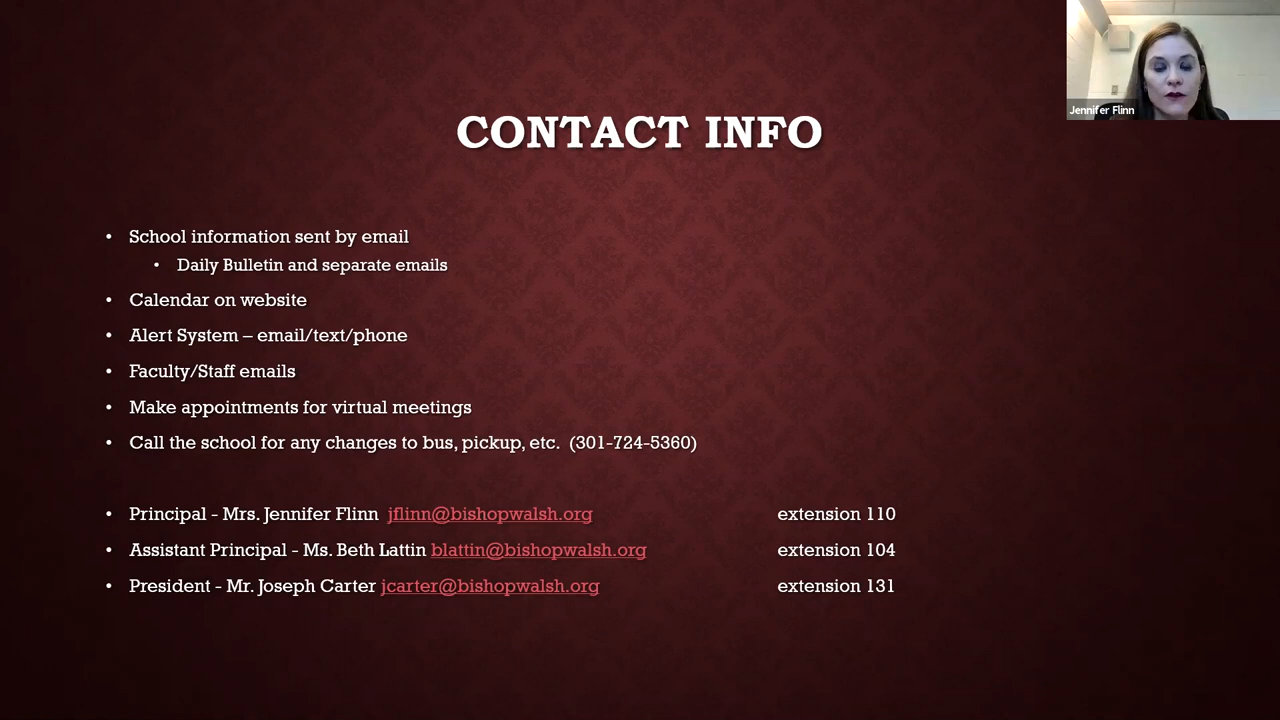 Jennifer Flinn
CONTACT INFO
• School information sent by email
• Daily Bulletin and separate emails
• Calendar on website
• Alert System – email/text/phone
• Faculty/Staff emails
• Make appointments for virtual meetings
• Call the school for any changes to bus, pickup, etc. (301-724-5360)
• Principal - Mrs. Jennifer Flinn jflinn@bishopwalsh.org extension 110
• Assistant Principal - Ms. Beth Lattin blattin@bishopwalsh.org extension 104
• President - Mr. Joseph Carter jcarter@bishopwalsh.org extension 131